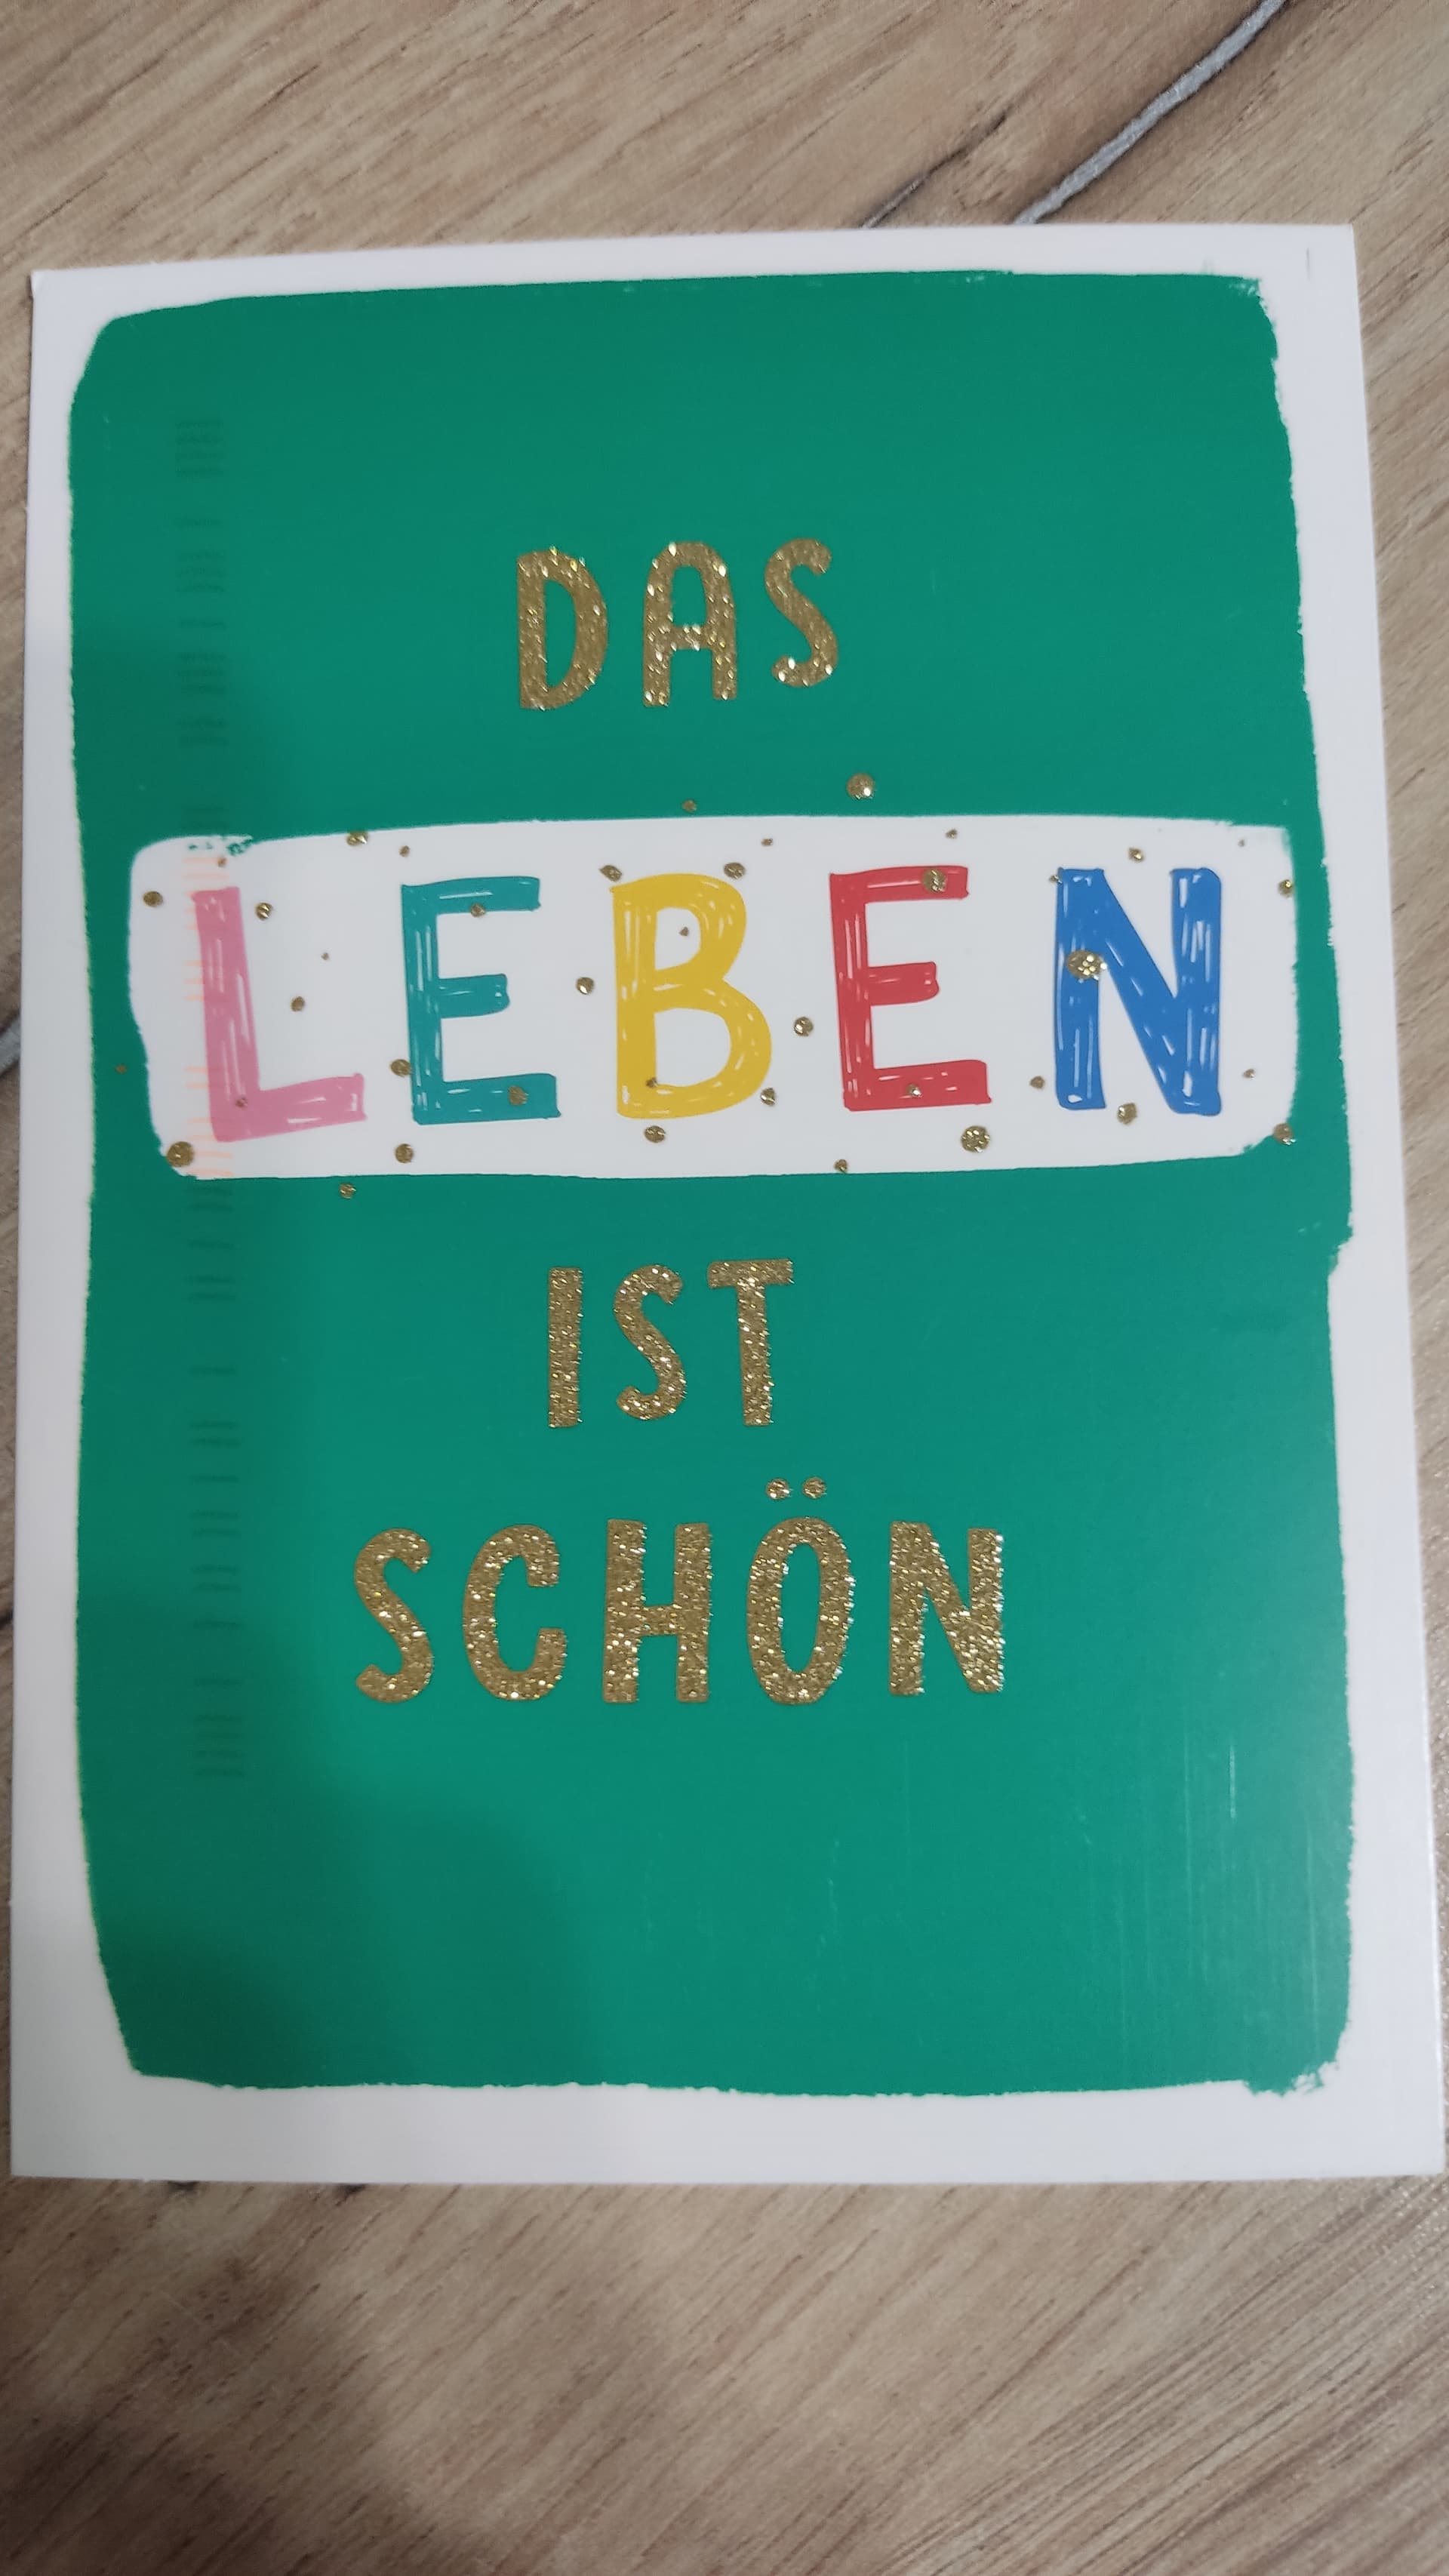 DAS
LEBEN
IST
SCHÖN